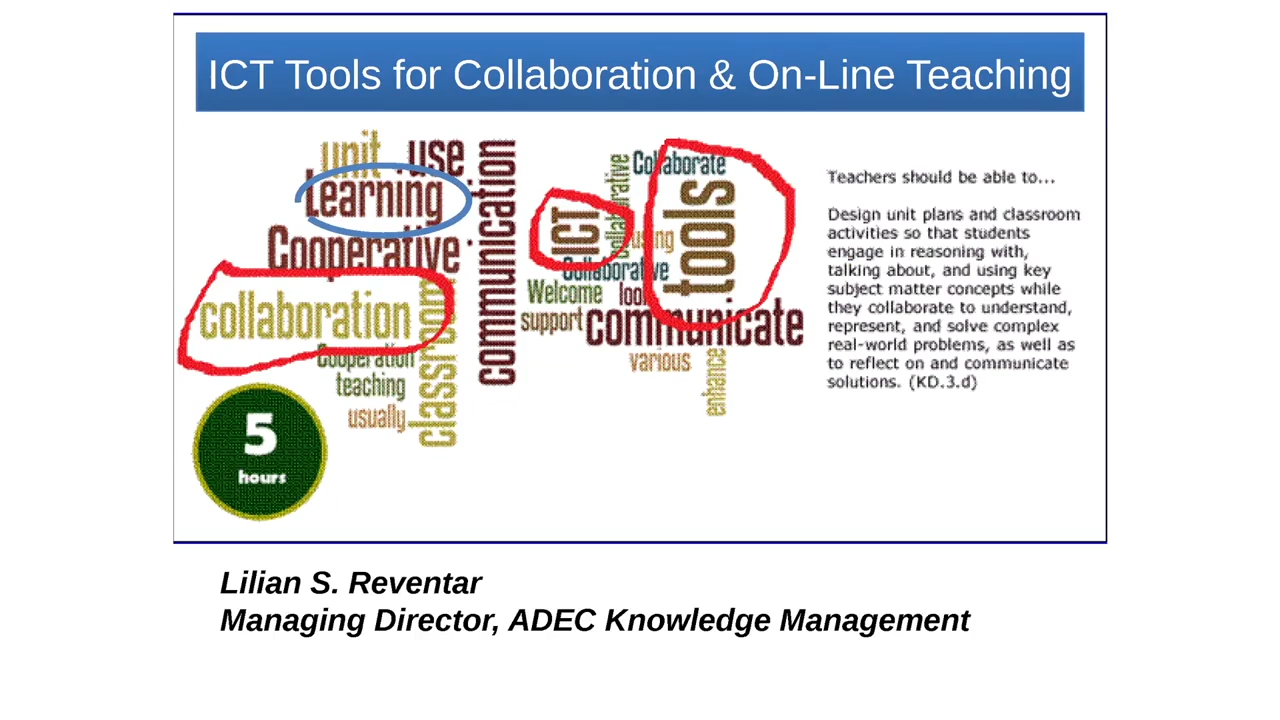 ICT Tools for Collaboration & On-Line Teaching
unit
use
Learning
Cooperative
collaboration
Cooperation
teaching
usually
classroom
communication
ICT
collaborative
Collaborate
using
tools
Collaborative
Welcome
look
support
communicate
various
enhance
Teachers should be able to...
Design unit plans and classroom
activities so that students
engage in reasoning with,
talking about, and using key
subject matter concepts while
they collaborate to understand,
represent, and solve complex
real-world problems, as well as
to reflect on and communicate
solutions. (KD.3.d)
5
hours
Lilian S. Reventar
Managing Director, ADEC Knowledge Management